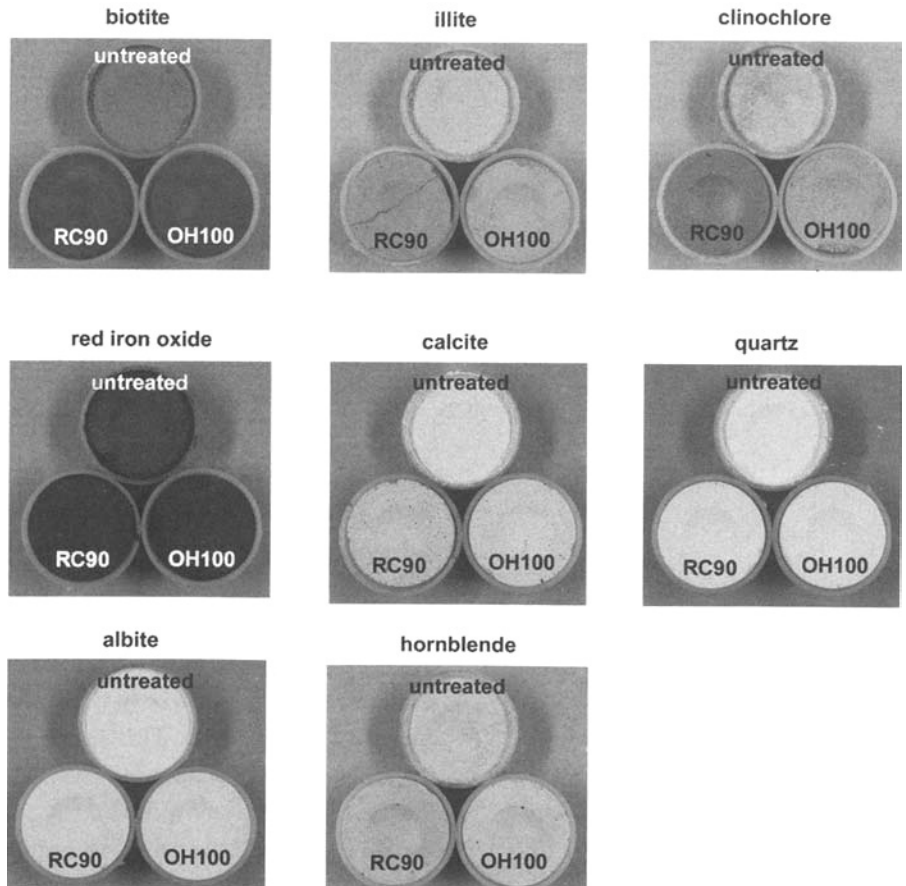 biotite
illite
clinochlore
untreated
untreated
untreated
RC90
OH100
RC90
OH100
RC90
OH100
red iron oxide
calcite
quartz
untreated
untreated
untreated
RC90
OH100
RC90
OH100
RC90
OH100
albite
hornblende
untreated
untreated
RC90
OH100
RC90
OH100